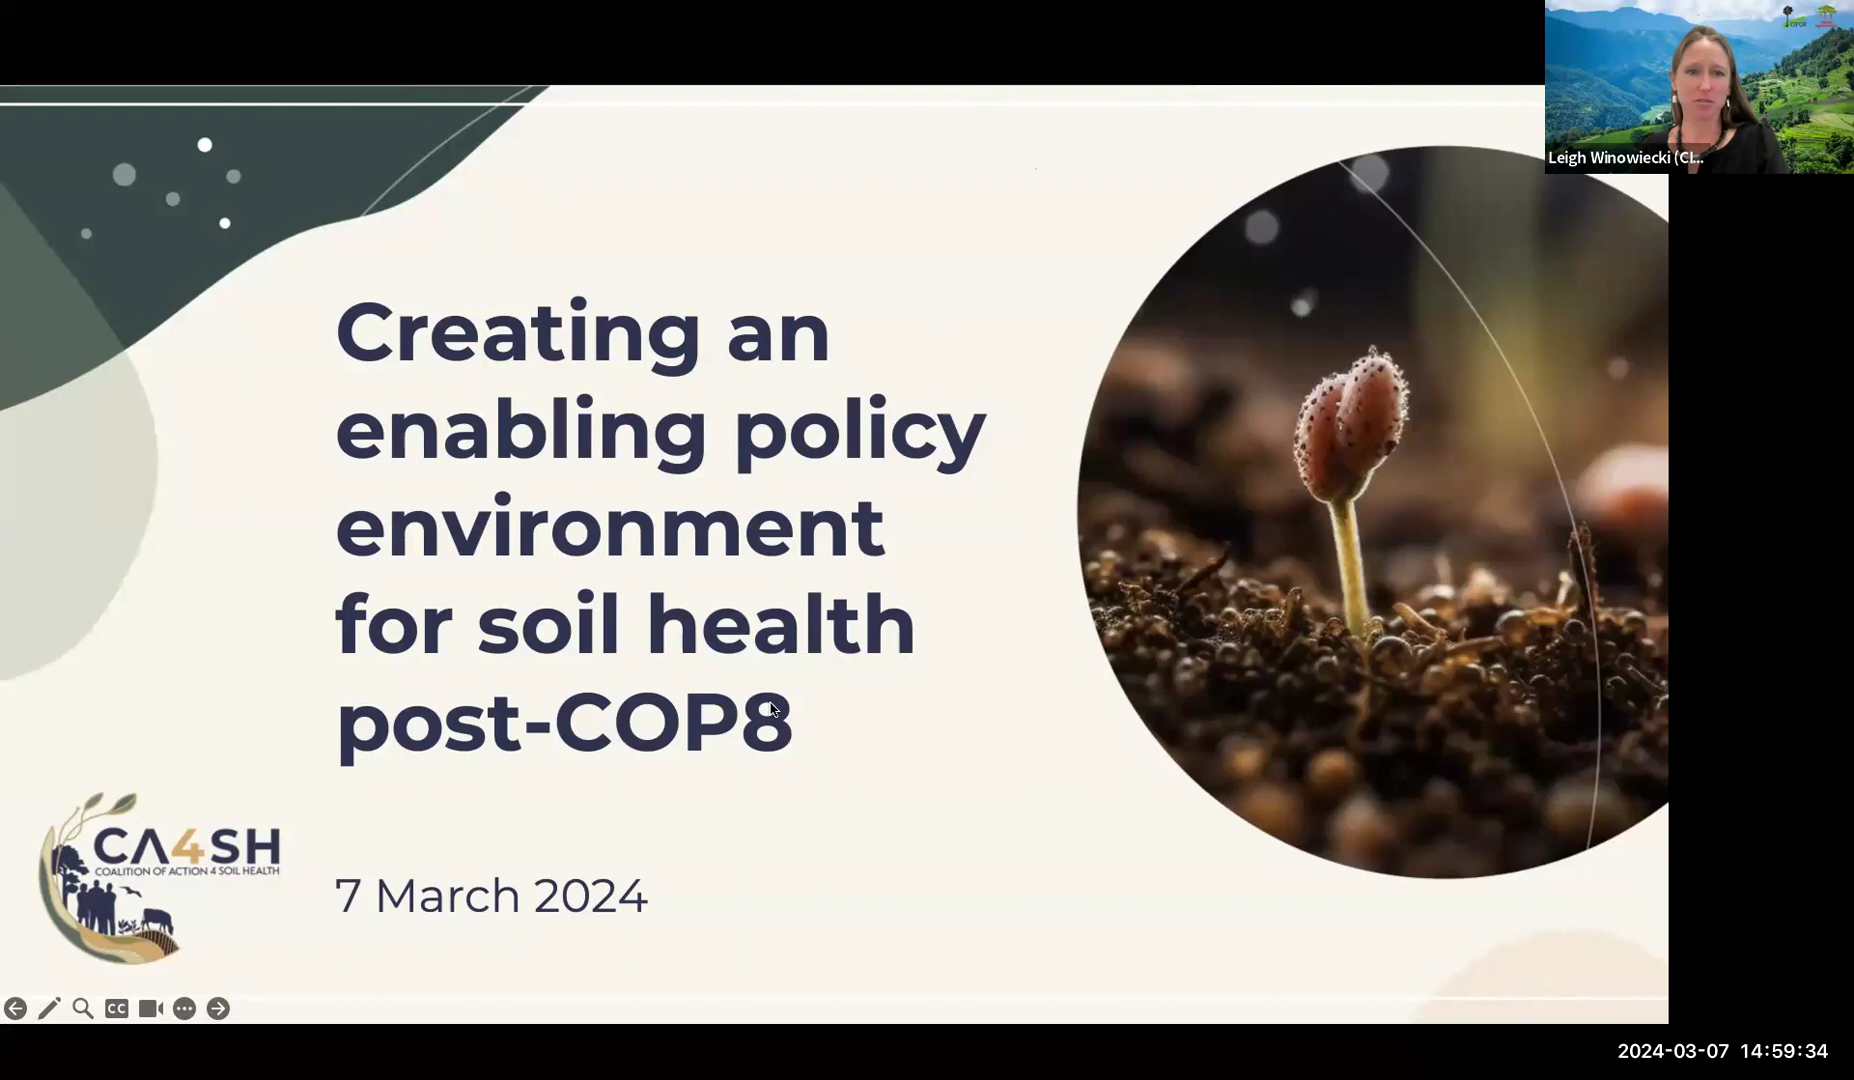 Leigh Winowiecki (CI...
Creating an
enabling policy
environment
for soil health
post-COP8
CA4SH
COALITION OF ACTION 4 SOIL HEALTH
7 March 2024
CC
2024-03-07 14:59:34